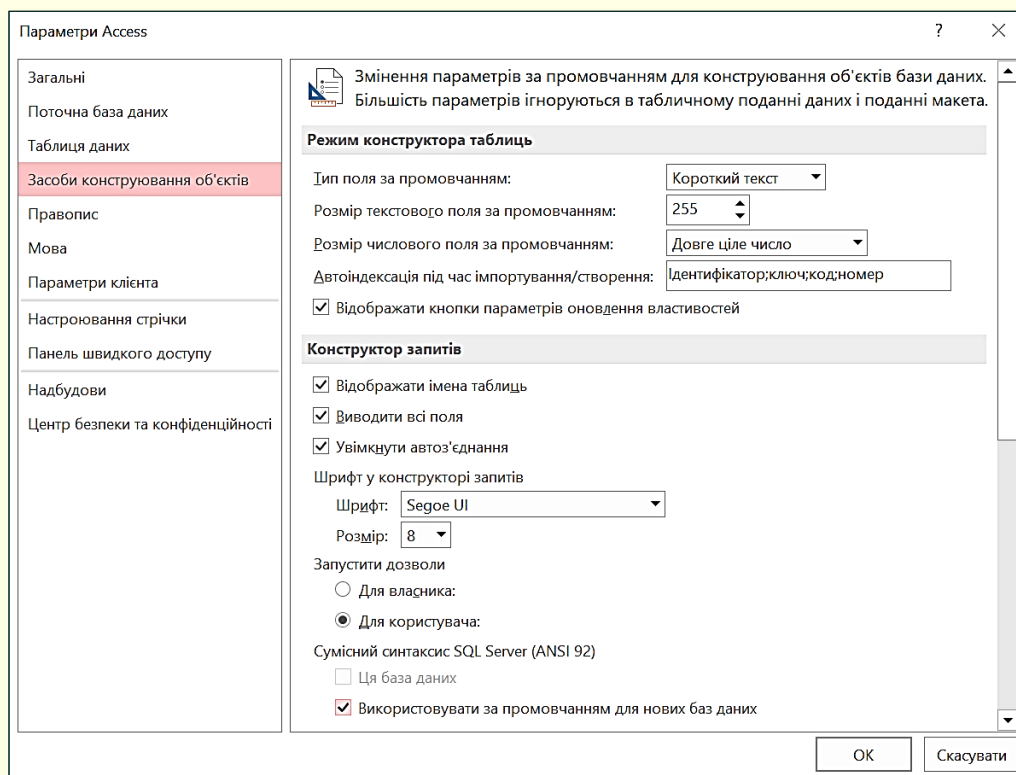 Параметри Access
?
Загальні
Поточна база даних
Таблиця даних
Засоби конструювання об'єктів
Правопис
Мова
Параметри клієнта
Настроювання стрічки
Панель швидкого доступу
Надбудови
Центр безпеки та конфіденційності
Змінення параметрів за промовчанням для конструювання об'єктів бази даних.
Більшість параметрів ігноруються в табличному поданні даних і поданні макета.
Режим конструктора таблиць
Тип поля за промовчанням: Короткий текст
Розмір текстового поля за промовчанням: 255
Розмір числового поля за промовчанням: Довге ціле число
Автоіндексація під час імпортування/створення: Ідентифікатор;ключ;код;номер
Відображати кнопки параметрів оновлення властивостей
Конструктор запитів
Відображати імена таблиць
Виводити всі поля
Увімкнути автоз'єднання
Шрифт у конструкторі запитів
Шрифт: Segoe UI
Розмір: 8
Запустити дозволи
Для власника:
Для користувача:
Сумісний синтаксис SQL Server (ANSI 92)
Ця база даних
Використовувати за промовчанням для нових баз даних
ОК Скасувати